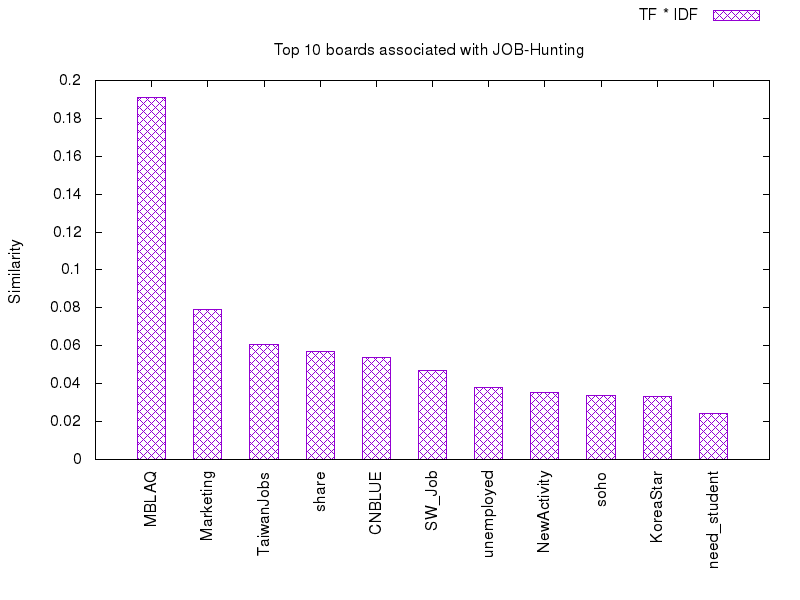 TF * IDF
Top 10 boards associated with JOB-Hunting
0.2
0.18
0.16
0.14
0.12
0.1
0.08
0.06
0.04
0.02
0
Similarity
MBLAQ
Marketing
TaiwanJobs
share
CNBLUE
SW_Job
unemployed
NewActivity
soho
KoreaStar
need_student